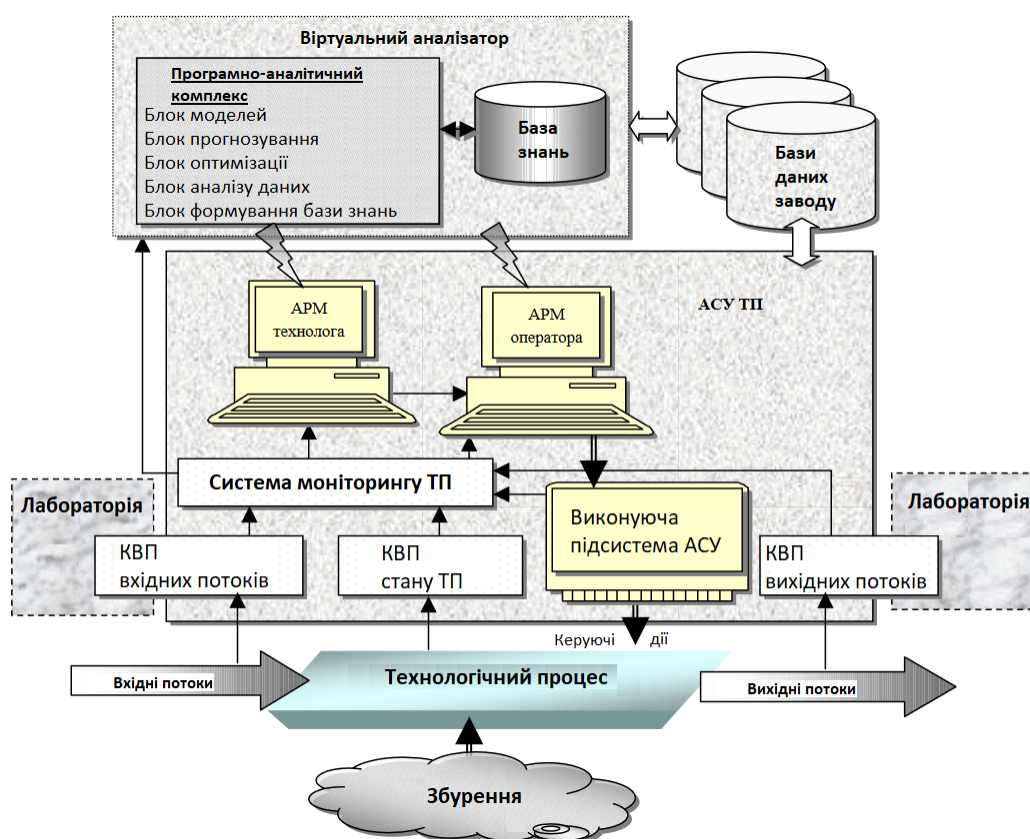 Віртуальний аналізатор
Програмно-аналітичний
комплекс
Блок моделей
Блок прогнозування
Блок оптимізації
Блок аналізу даних
Блок формування бази знань
База
знань
Бази
даних
заводу
АСУ ТП
АРМ
технолога
АРМ
оператора
Система моніторингу ТП
Лабораторія
Лабораторія
КВП
вхідних потоків
КВП
стану ТП
Виконуюча
підсистема АСУ
КВП
вихідних потоків
Керуючі дії
Вхідні потоки
Технологічний процес
Вихідні потоки
Збурення